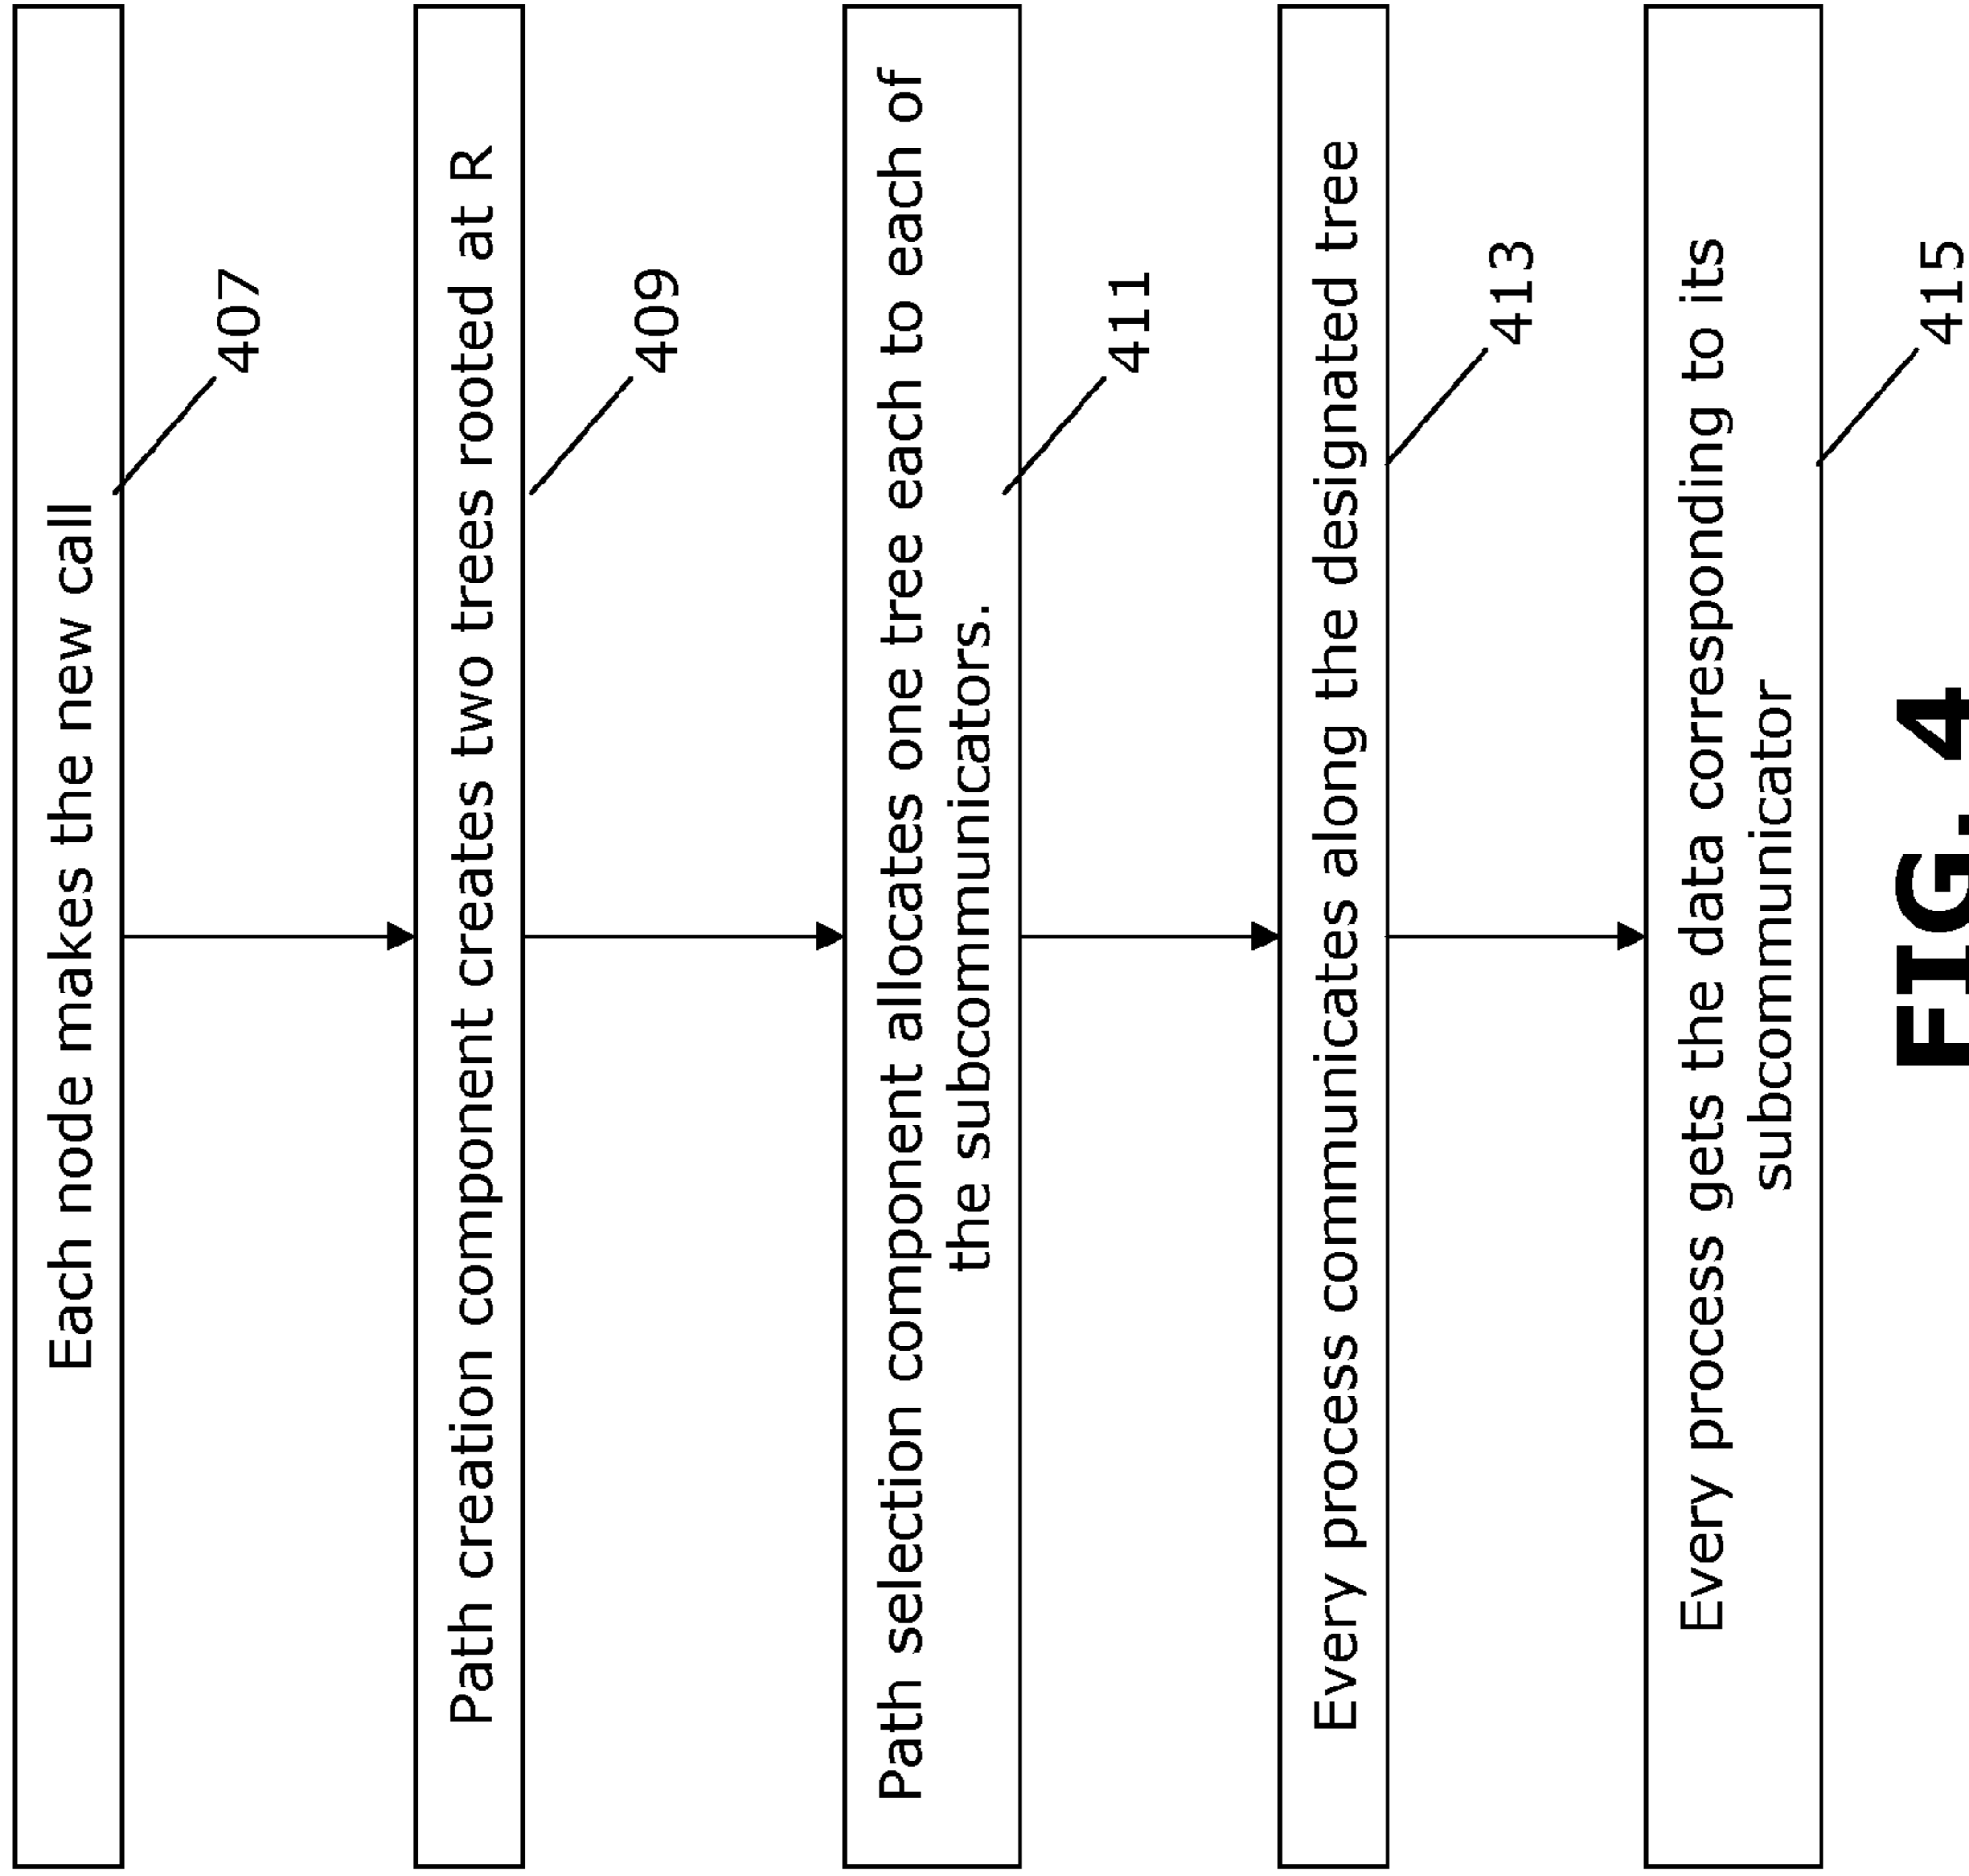 Each node makes the new call
407
Path creation component creates two trees rooted at R
409
Path selection component allocates one tree each to each of
the subcommunicators.
411
Every process communicates along the designated tree
413
Every process gets the data corresponding to its
subcommunicator
415
FIG. 4